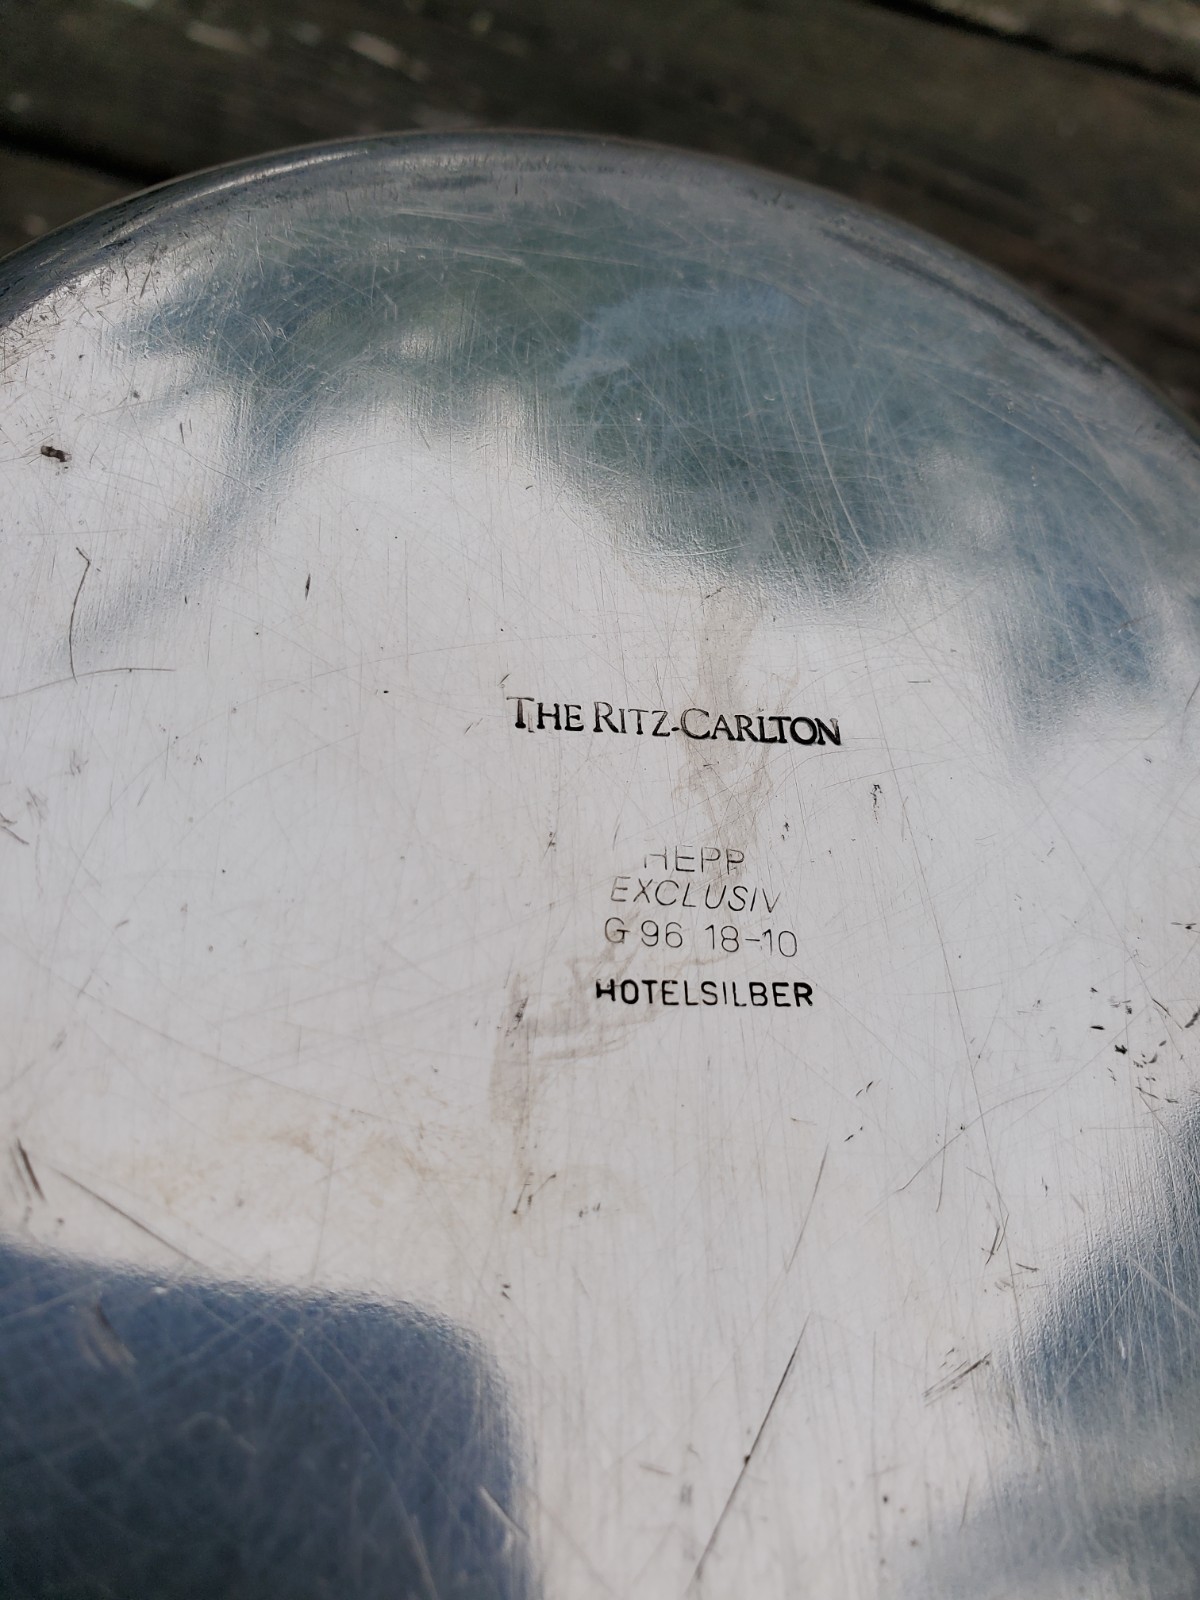 THE RITZ-CARLTON
HEPP
EXCLUSIV
G 96 18-10
HOTELSILBER